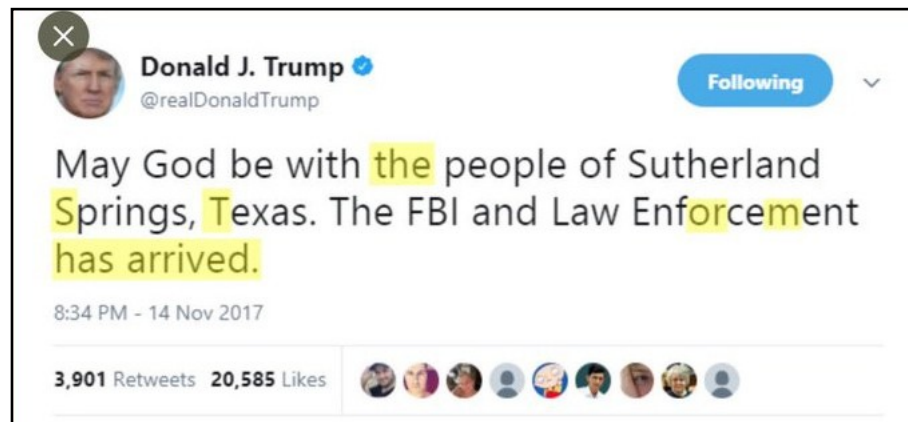 Donald J. Trump
@realDonaldTrump
Following
May God be with the people of Sutherland
Springs, Texas. The FBI and Law Enforcement
has arrived.
8:34 PM - 14 Nov 2017
3,901 Retweets 20,585 Likes